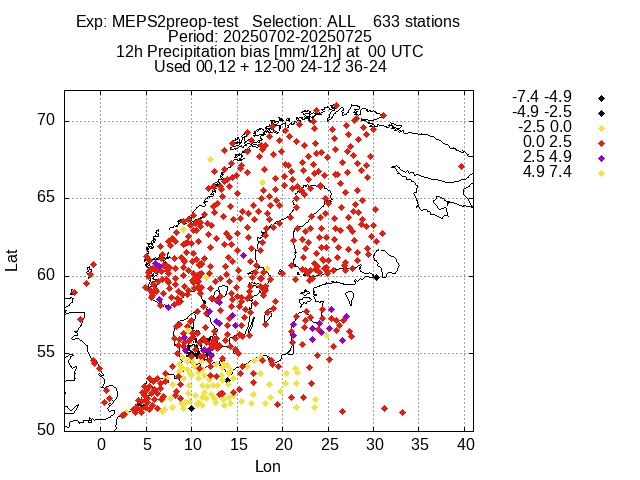 Exp: MEPS2preop-test Selection: ALL 633 stations
Period: 20250702-20250725
12h Precipitation bias [mm/12h] at 00 UTC
Used 00,12 + 12-00 24-12 36-24
-7.4 -4.9
-4.9 -2.5
-2.5 0.0
0.0 2.5
2.5 4.9
4.9 7.4
70
65
60
55
50
Lat
0 5 10 15 20 25 30 35 40
Lon